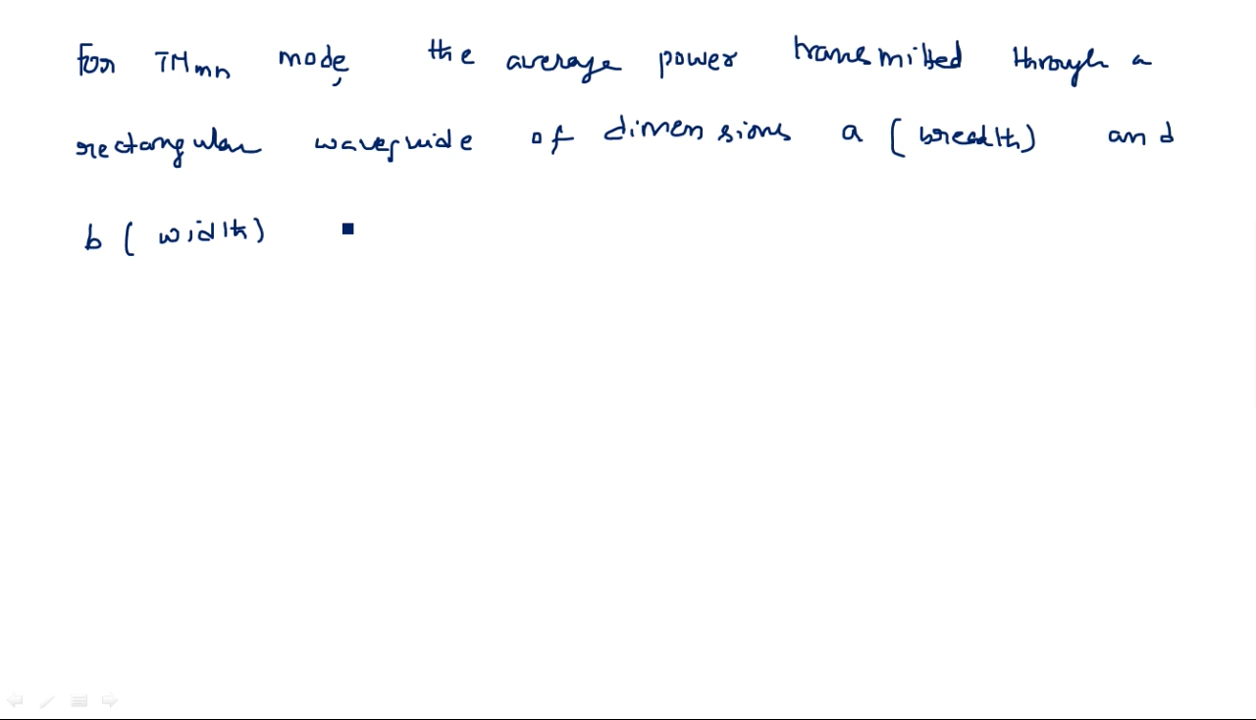 For TMmn mode, the average power transmitted through a
rectangular waveguide of dimensions a (breadth) and
b (width)